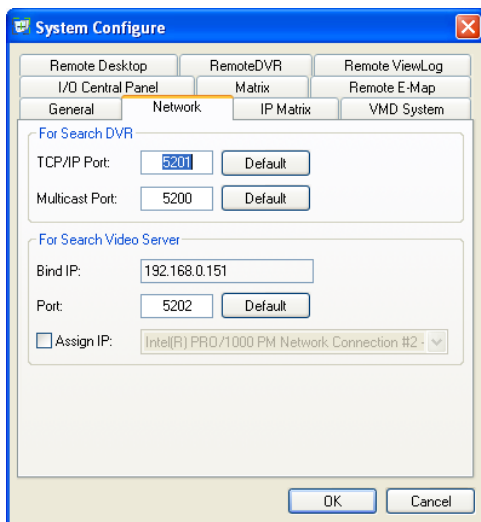 System Configure
Remote Desktop RemoteDVR Remote ViewLog
I/O Central Panel Matrix Remote E-Map
General Network IP Matrix VMD System
For Search DVR
TCP/IP Port: 5201 Default
Multicast Port: 5200 Default
For Search Video Server
Bind IP: 192.168.0.151
Port: 5202 Default
Assign IP: Intel(R) PRO/1000 PM Network Connection #2 -
OK Cancel